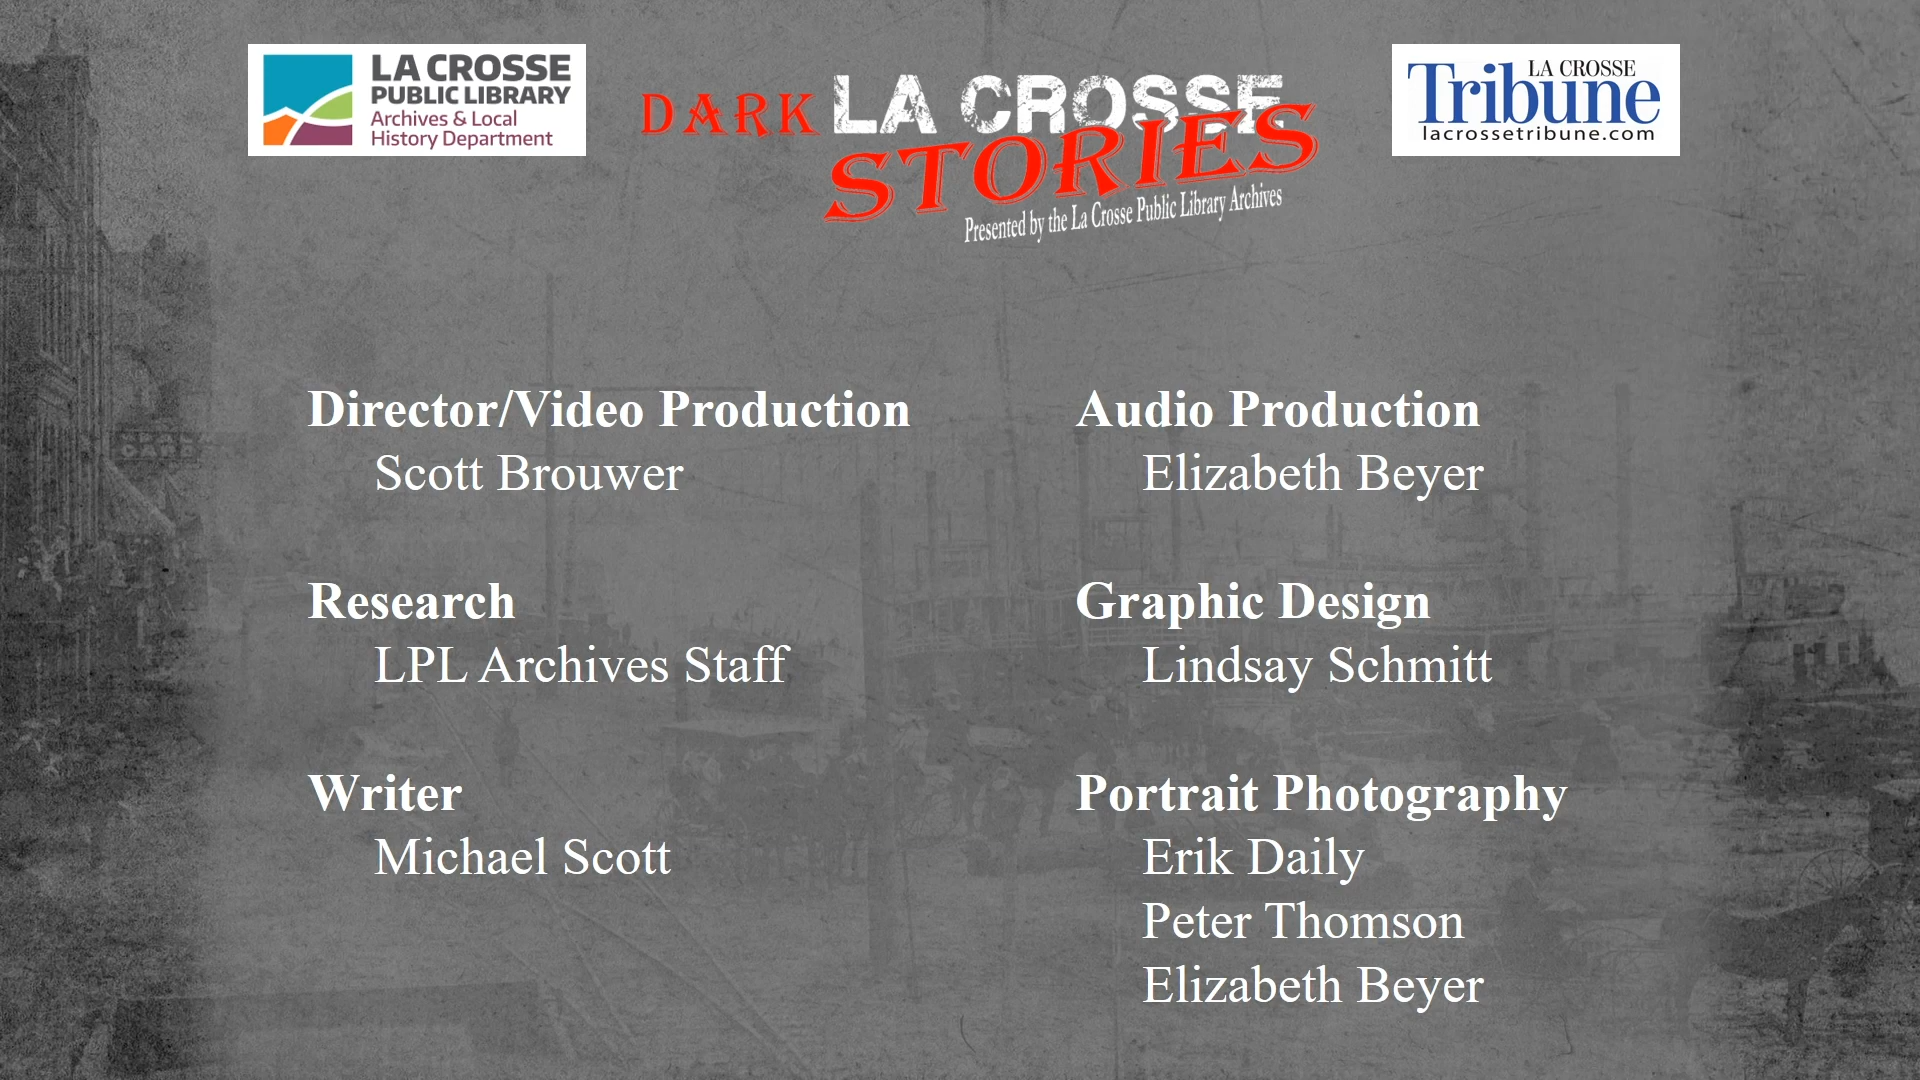 LA CROSSE
PUBLIC LIBRARY
Archives & Local
History Department
DARK LA CROSSE
STORIES
Presented by the La Crosse Public Library Archives
LA CROSSE
Tribune
lacrossetribune.com
Director/Video Production
Scott Brouwer
Research
LPL Archives Staff
Writer
Michael Scott
Audio Production
Elizabeth Beyer
Graphic Design
Lindsay Schmitt
Portrait Photography
Erik Daily
Peter Thomson
Elizabeth Beyer